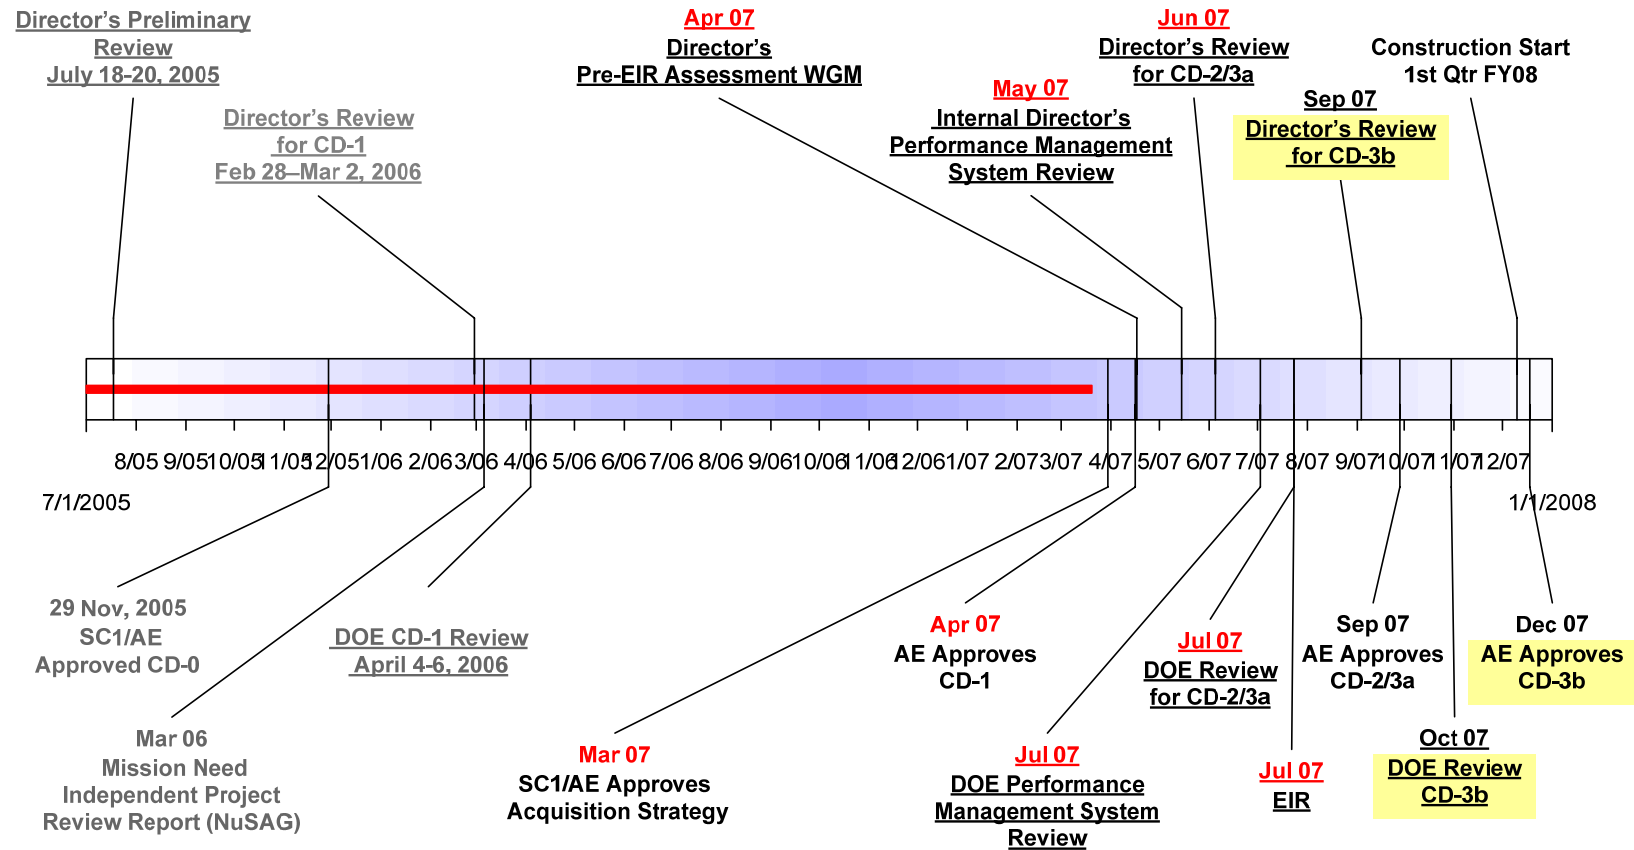 Director’s Preliminary
Review
July 18-20, 2005
Director’s Review
for CD-1
Feb 28–Mar 2, 2006
Apr 07
Director’s
Pre-EIR Assessment WGM
May 07
Internal Director’s
Performance Management
System Review
Jun 07
Director’s Review
for CD-2/3a
Sep 07
Director’s Review
for CD-3b
Construction Start
1st Qtr FY08
8/05 9/05 10/05 11/05 12/05 1/06 2/06 3/06 4/06 5/06 6/06 7/06 8/06 9/06 10/06 11/06 12/06 1/07 2/07 3/07 4/07 5/07 6/07 7/07 8/07 9/07 10/07 11/07 12/07
7/1/2005 1/1/2008
29 Nov, 2005
SC1/AE
Approved CD-0
Mar 06
Mission Need
Independent Project
Review Report (NuSAG)
DOE CD-1 Review
April 4-6, 2006
Mar 07
SC1/AE Approves
Acquisition Strategy
Apr 07
AE Approves
CD-1
Jul 07
DOE Performance
Management System
Review
Jul 07
DOE Review
for CD-2/3a
Jul 07
EIR
Sep 07
AE Approves
CD-2/3a
Oct 07
DOE Review
CD-3b
Dec 07
AE Approves
CD-3b